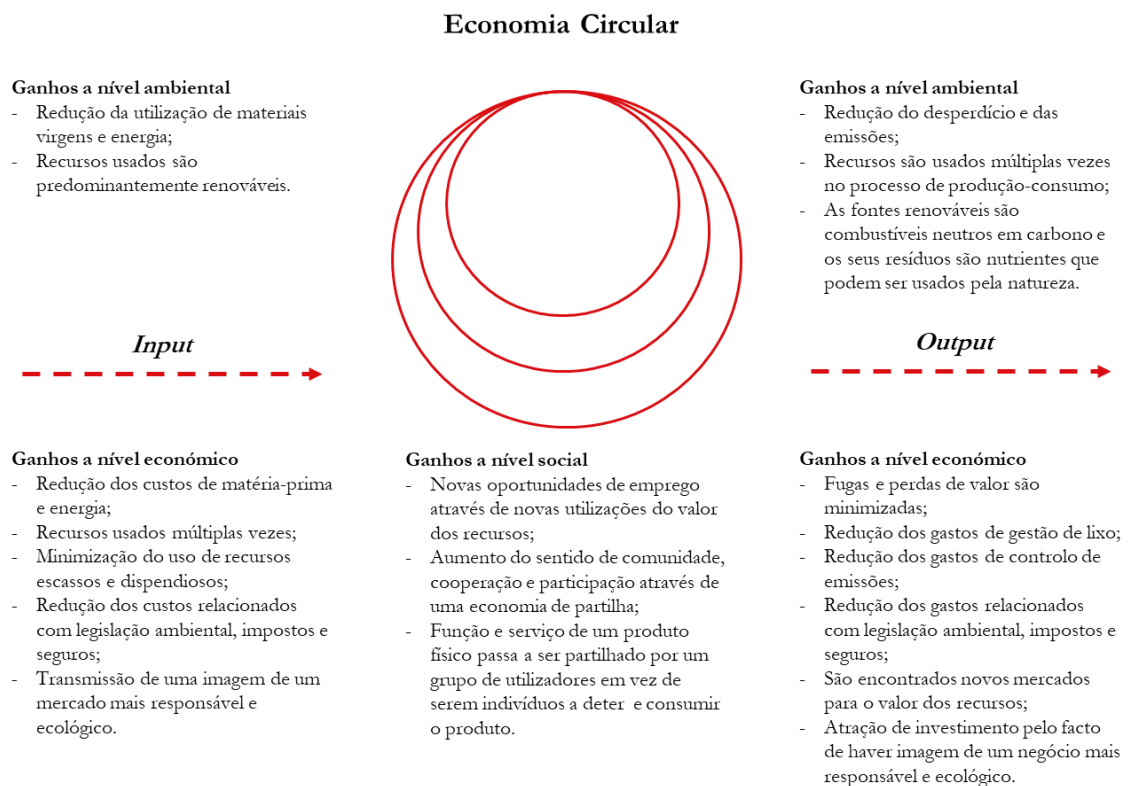 Economia Circular
Ganhos a nível ambiental
- Redução da utilização de materiais
virgens e energia;
- Recursos usados são
predominantemente renováveis.
Ganhos a nível ambiental
- Redução do desperdício e das
emissões;
- Recursos são usados múltiplas vezes
no processo de produção-consumo;
- As fontes renováveis são
combustíveis neutros em carbono e
os seus resíduos são nutrientes que
podem ser usados pela natureza.
Input
Output
Ganhos a nível económico
- Redução dos custos de matéria-prima
e energia;
- Recursos usados múltiplas vezes;
- Minimização do uso de recursos
escassos e dispendiosos;
- Redução dos custos relacionados
com legislação ambiental, impostos e
seguros;
- Transmissão de uma imagem de um
mercado mais responsável e
ecológico.
Ganhos a nível social
- Novas oportunidades de emprego
através de novas utilizações do valor
dos recursos;
- Aumento do sentido de comunidade,
cooperação e participação através de
uma economia de partilha;
- Função e serviço de um produto
físico passa a ser partilhado por um
grupo de utilizadores em vez de
serem indivíduos a deter e consumir
o produto.
Ganhos a nível económico
- Fugas e perdas de valor são
minimizadas;
- Redução dos gastos de gestão de lixo;
- Redução dos gastos de controlo de
emissões;
- Redução dos gastos relacionados
com legislação ambiental, impostos e
seguros;
- São encontrados novos mercados
para o valor dos recursos;
- Atração de investimento pelo facto
de haver imagem de um negócio mais
responsável e ecológico.